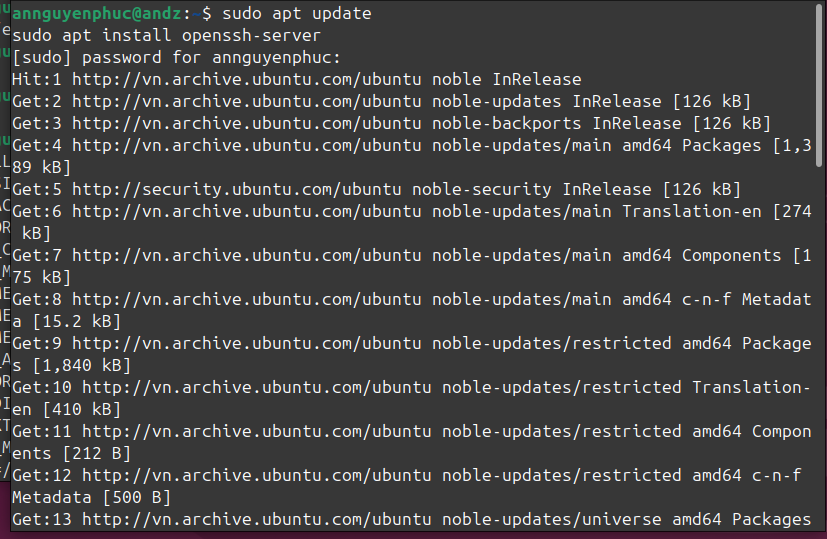 annguyenphuc@andz:~$ sudo apt update
sudo apt install openssh-server
[sudo] password for annguyenphuc:
Hit:1 http://vn.archive.ubuntu.com/ubuntu noble InRelease
Get:2 http://vn.archive.ubuntu.com/ubuntu noble-updates InRelease [126 kB]
Get:3 http://vn.archive.ubuntu.com/ubuntu noble-backports InRelease [126 kB]
Get:4 http://vn.archive.ubuntu.com/ubuntu noble-updates/main amd64 Packages [1,3
89 kB]
Get:5 http://security.ubuntu.com/ubuntu noble-security InRelease [126 kB]
Get:6 http://vn.archive.ubuntu.com/ubuntu noble-updates/main Translation-en [274
 kB]
Get:7 http://vn.archive.ubuntu.com/ubuntu noble-updates/main amd64 Components [1
75 kB]
Get:8 http://vn.archive.ubuntu.com/ubuntu noble-updates/main amd64 c-n-f Metadat
a [15.2 kB]
Get:9 http://vn.archive.ubuntu.com/ubuntu noble-updates/restricted amd64 Package
s [1,840 kB]
Get:10 http://vn.archive.ubuntu.com/ubuntu noble-updates/restricted Translation-
en [410 kB]
Get:11 http://vn.archive.ubuntu.com/ubuntu noble-updates/restricted amd64 Compon
ents [212 B]
Get:12 http://vn.archive.ubuntu.com/ubuntu noble-updates/restricted amd64 c-n-f
Metadata [500 B]
Get:13 http://vn.archive.ubuntu.com/ubuntu noble-updates/universe amd64 Packages